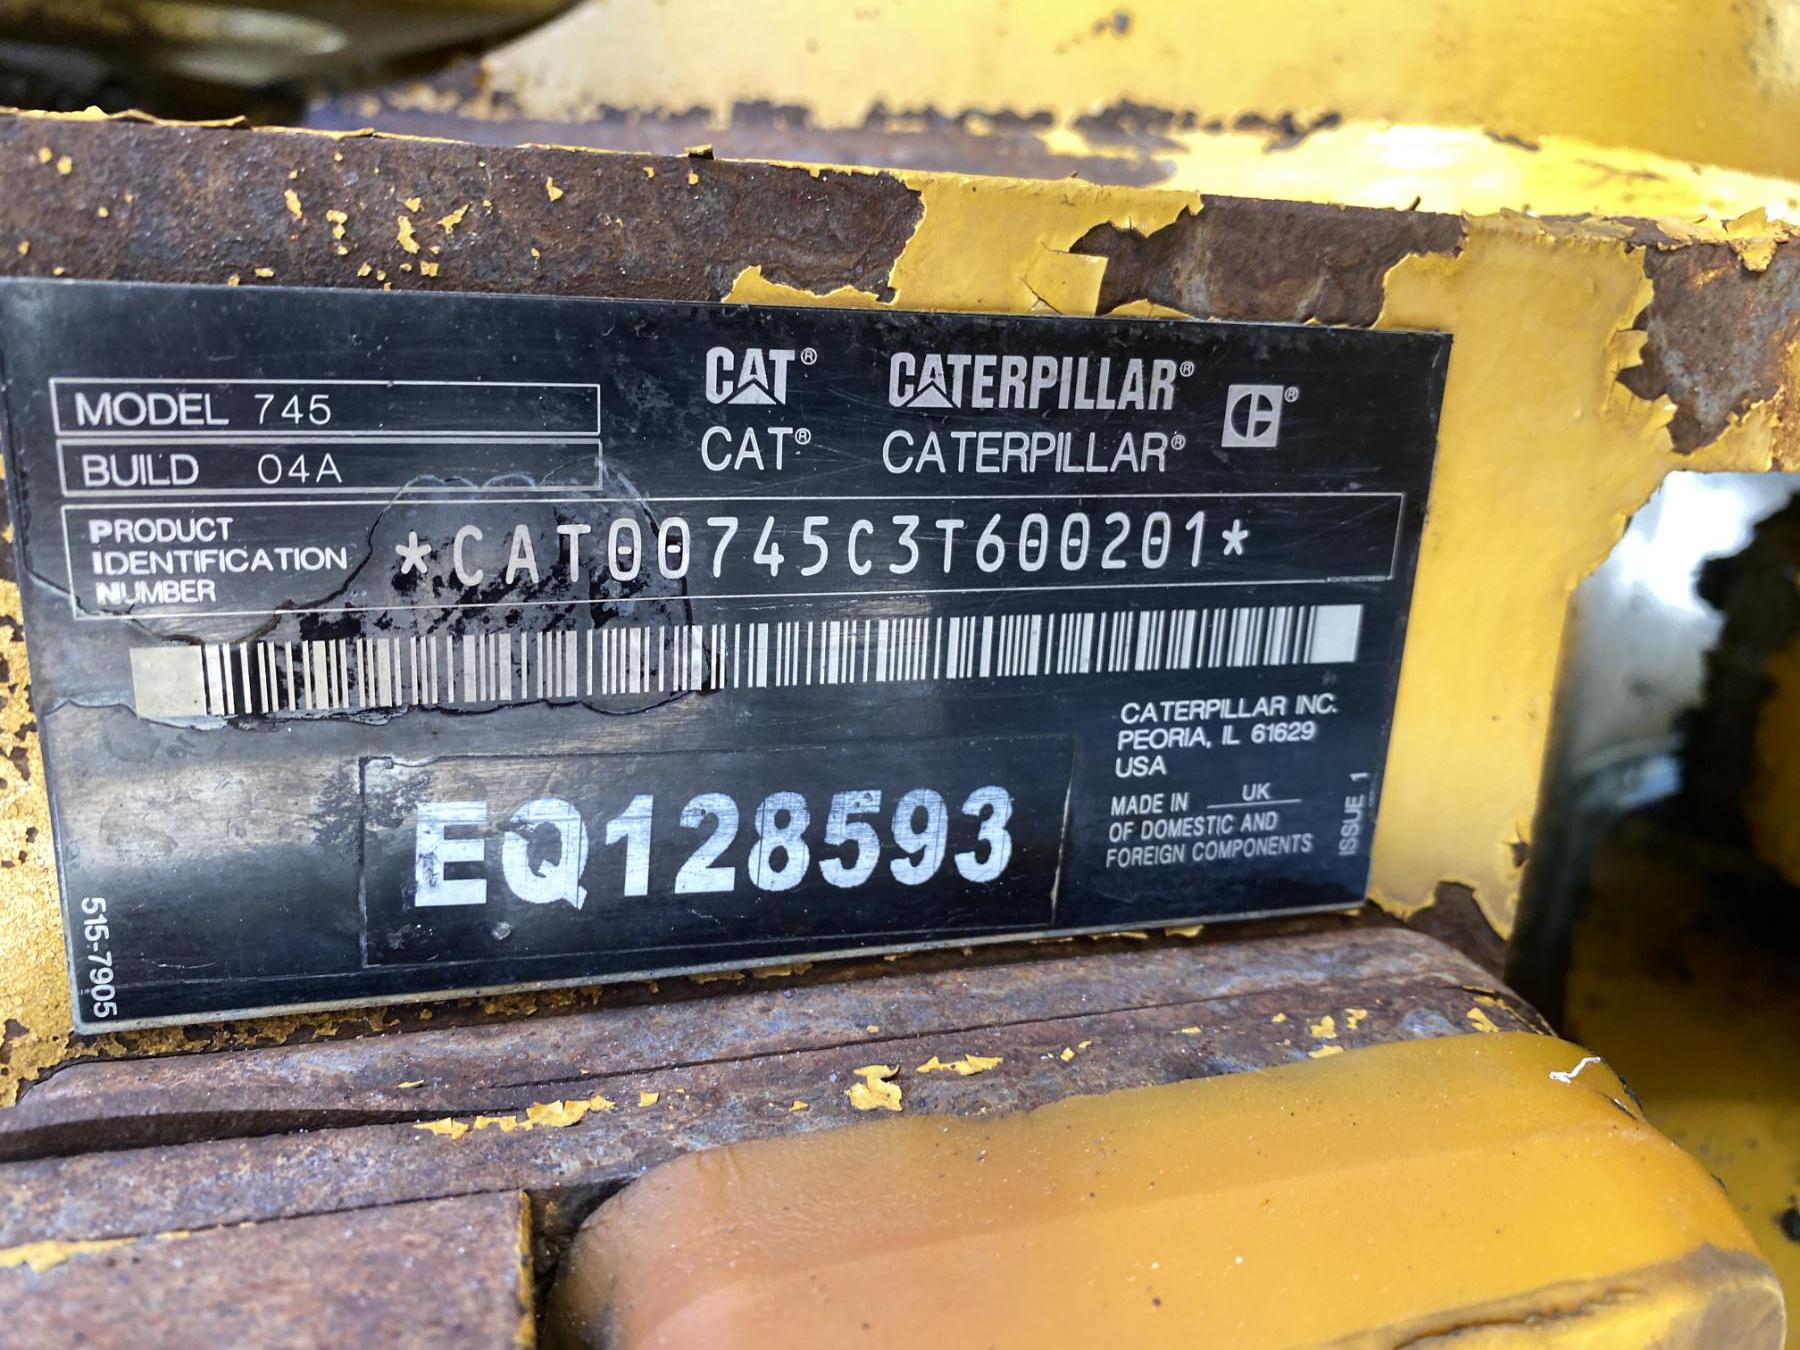 MODEL 745
BUILD 04A
CAT® CATERPILLAR®
CAT® CATERPILLAR®
PRODUCT
IDENTIFICATION
NUMBER
*CAT00745C3T600201*
EQ128593
CATERPILLAR INC.
PEORIA, IL 61629
USA
MADE IN UK
OF DOMESTIC AND
FOREIGN COMPONENTS
ISSUE 1
515-7905